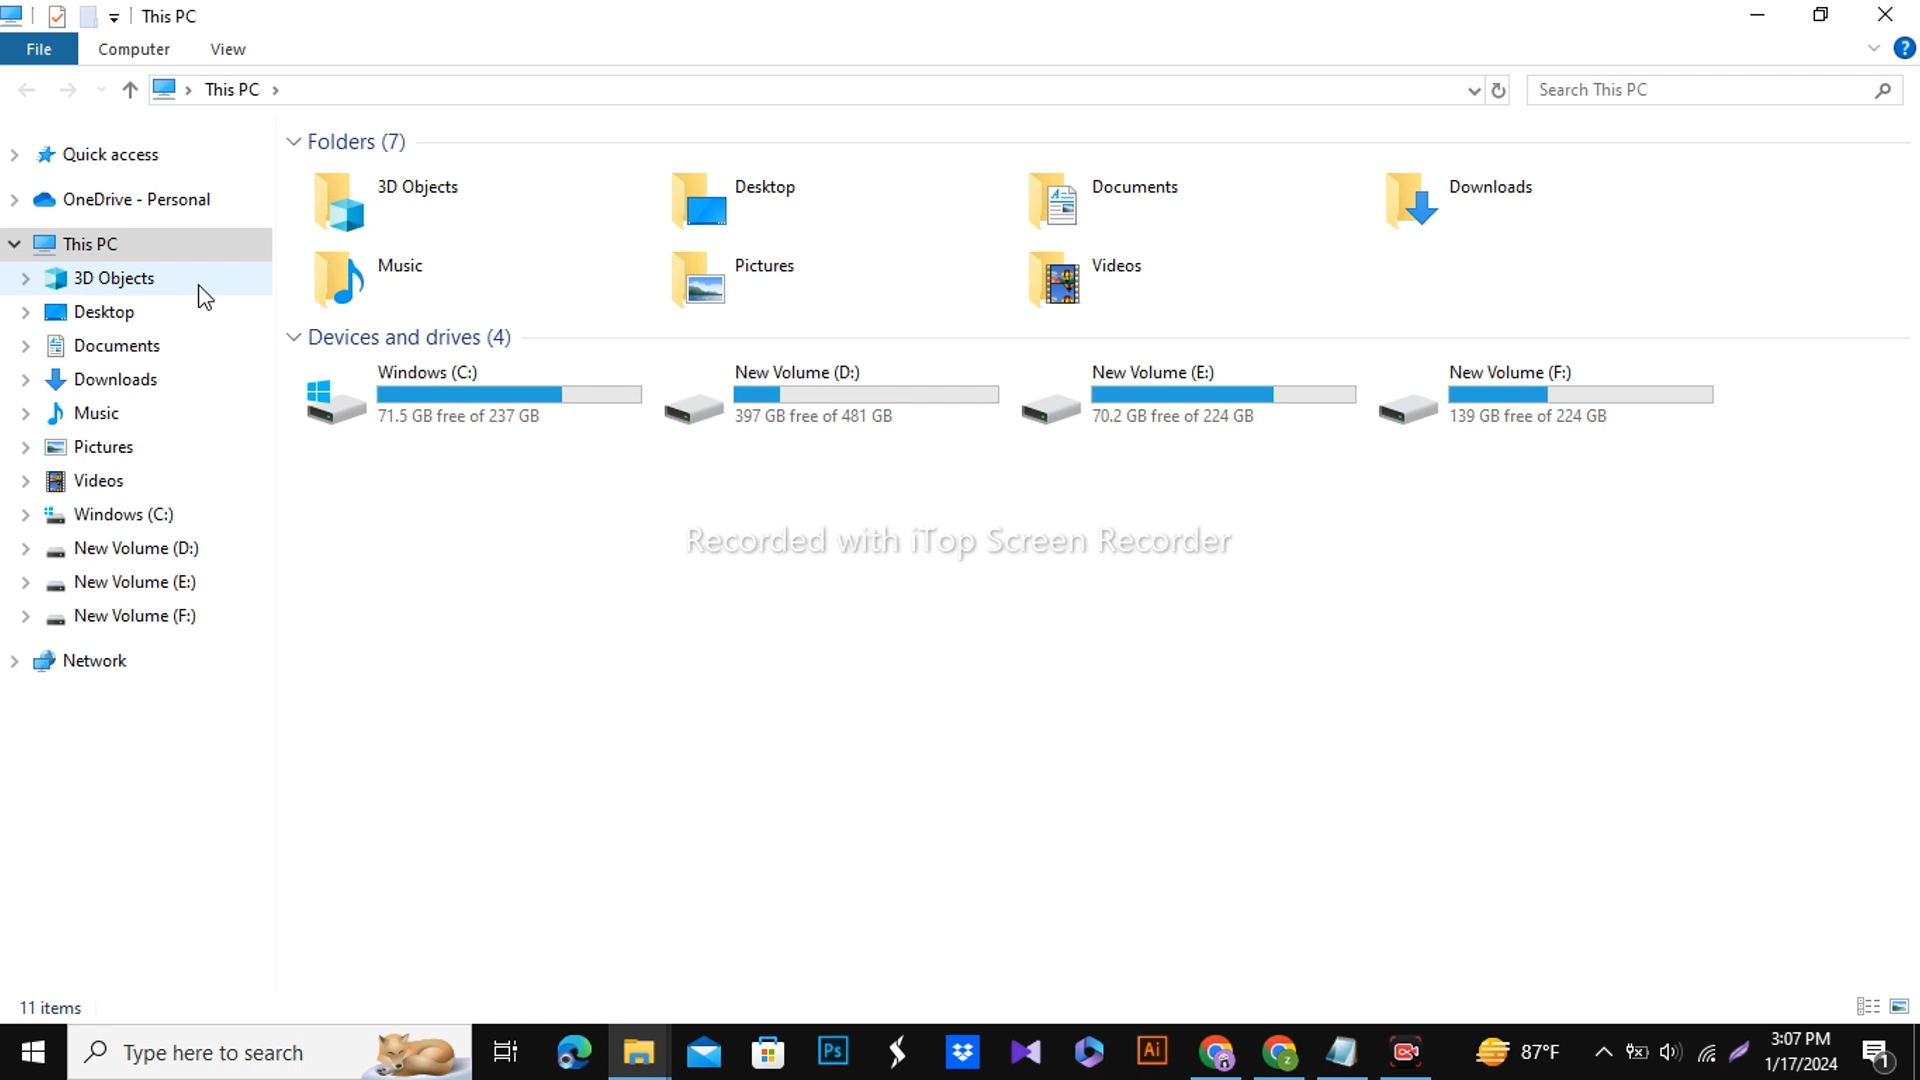 This PC
File Computer View
This PC
Search This PC
Quick access
OneDrive - Personal
This PC
3D Objects
Desktop
Documents
Downloads
Music
Pictures
Videos
Windows (C:)
New Volume (D:)
New Volume (E:)
New Volume (F:)
Network
Folders (7)
3D Objects
Desktop
Documents
Downloads
Music
Pictures
Videos
Devices and drives (4)
Windows (C:)
71.5 GB free of 237 GB
New Volume (D:)
397 GB free of 481 GB
New Volume (E:)
70.2 GB free of 224 GB
New Volume (F:)
139 GB free of 224 GB
Recorded with iTop Screen Recorder
11 items
Type here to search
Ps
Ai
z
87°F
3:07 PM
1/17/2024
1